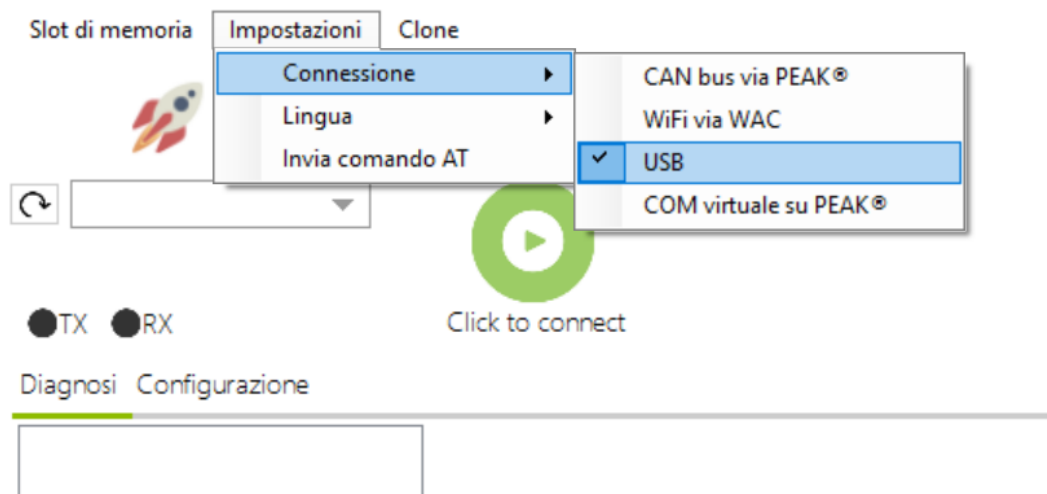 Slot di memoria Impostazioni Clone
Connessione
Lingua
Invia comando AT
CAN bus via PEAK®
WiFi via WAC
USB
COM virtuale su PEAK®
TX RX
Click to connect
Diagnosi Configurazione